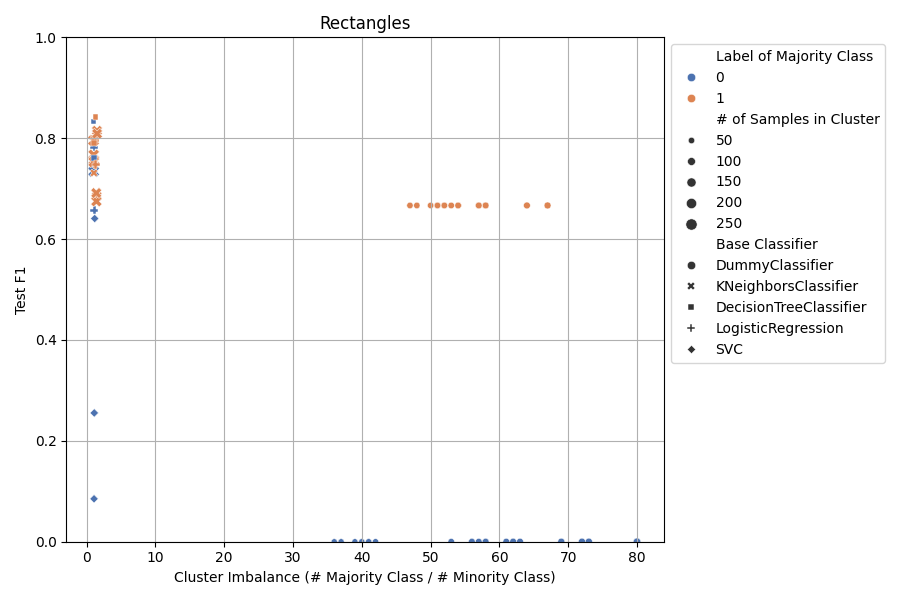 Rectangles
1.0
0.8
0.6
0.4
0.2
0.0
Test F1
0 10 20 30 40 50 60 70 80
Cluster Imbalance (# Majority Class / # Minority Class)
Label of Majority Class
0
1
# of Samples in Cluster
50
100
150
200
250
Base Classifier
DummyClassifier
KNeighborsClassifier
DecisionTreeClassifier
LogisticRegression
SVC